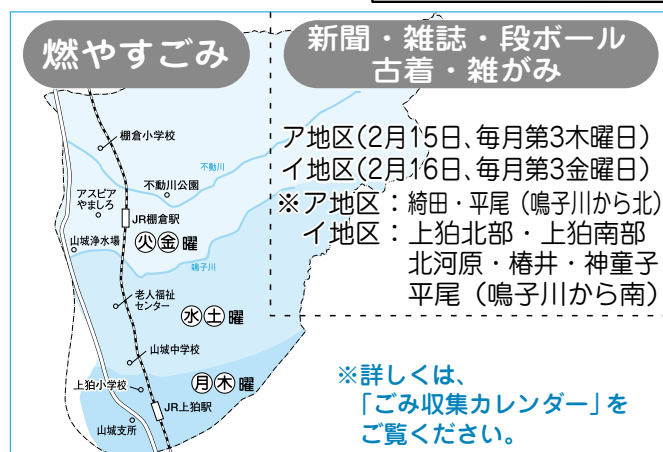 燃やすごみ
新聞・雑誌・段ボール
古着・雑がみ
ア地区(2月15日、毎月第3木曜日)
イ地区(2月16日、毎月第3金曜日)
※ア地区：綺田・平尾（鳴子川から北）
イ地区：上狛北部・上狛南部
北河原・椿井・神童子
平尾（鳴子川から南）
棚倉小学校
不動川
不動川公園
アスピア
やましろ
JR棚倉駅
山城浄水場
火金曜
鳴子川
老人福祉
センター
水土曜
山城中学校
上狛小学校
月木曜
JR上狛駅
山城支所
※詳しくは、
「ごみ収集カレンダー」を
ご覧ください。